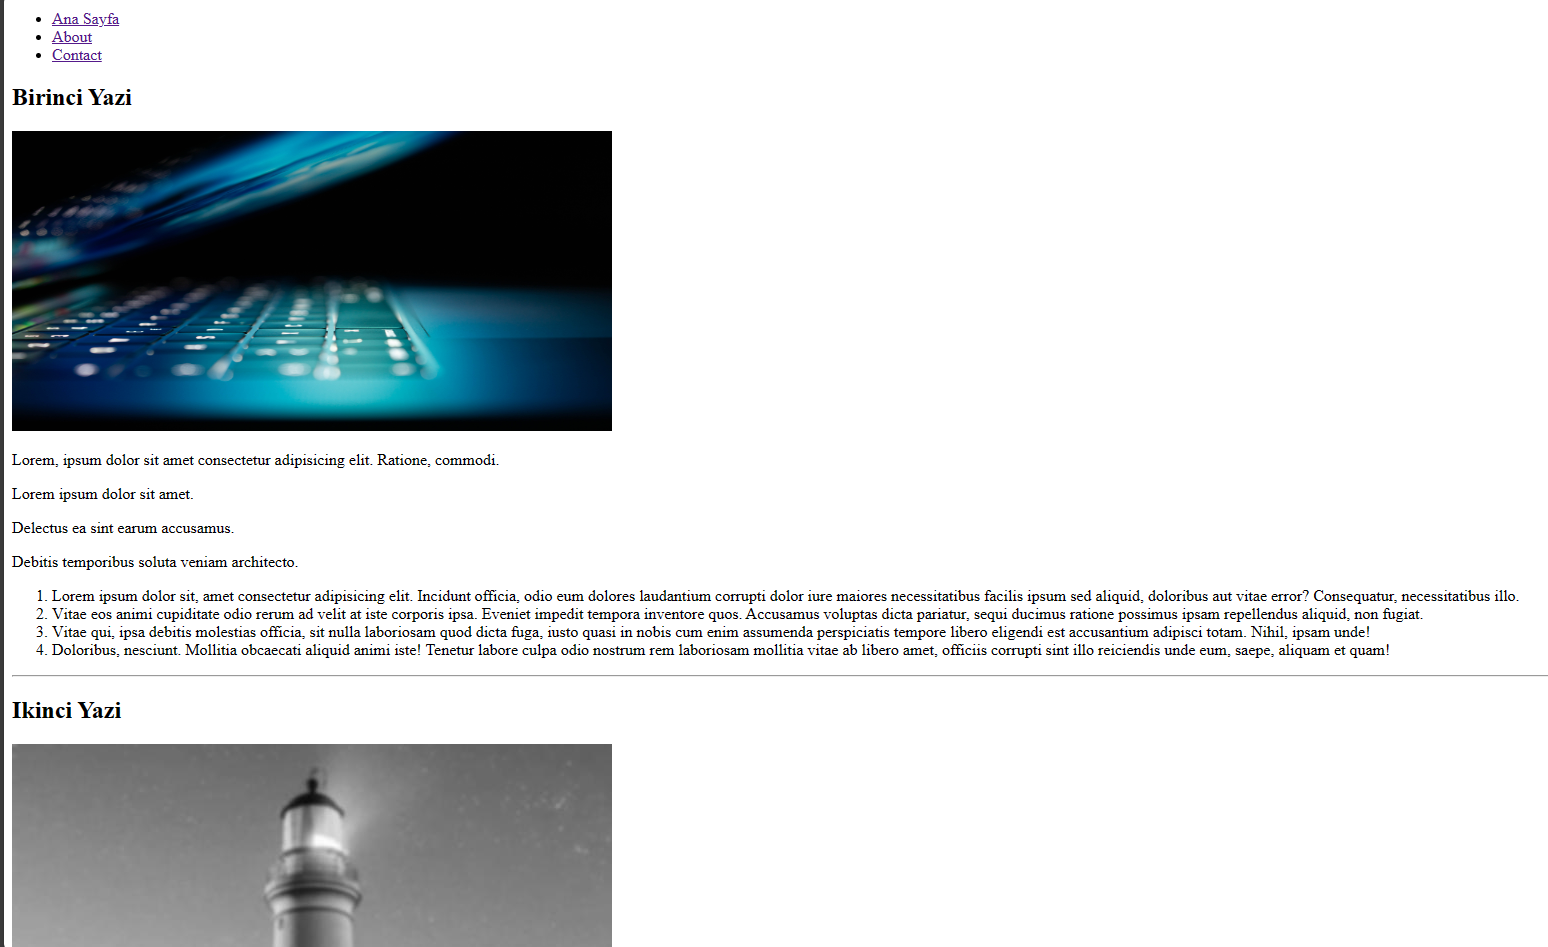 Ana Sayfa
About
Contact
Birinci Yazi
Lorem, ipsum dolor sit amet consectetur adipisicing elit. Ratione, commodi.
Lorem ipsum dolor sit amet.
Delectus ea sint earum accusamus.
Debitis temporibus soluta veniam architecto.
1. Lorem ipsum dolor sit, amet consectetur adipisicing elit. Incidunt officia, odio eum dolores laudantium corrupti dolor iure maiores necessitatibus facilis ipsum sed aliquid, doloribus aut vitae error? Consequatur, necessitatibus illo.
2. Vitae eos animi cupiditate odio rerum ad velit at iste corporis ipsa. Eveniet impedit tempora inventore quos. Accusamus voluptas dicta pariatur, sequi ducimus ratione possimus ipsam repellendus aliquid, non fugiat.
3. Vitae qui, ipsa debitis molestias officia, sit nulla laboriosam quod dicta fuga, iusto quasi in nobis cum enim assumenda perspiciatis tempore libero eligendi est accusantium adipisci totam. Nihil, ipsam unde!
4. Doloribus, nesciunt. Mollitia obcaecati aliquid animi iste! Tenetur labore culpa odio nostrum rem laboriosam mollitia vitae ab libero amet, officiis corrupti sint illo reiciendis unde eum, saepe, aliquam et quam!
Ikinci Yazi